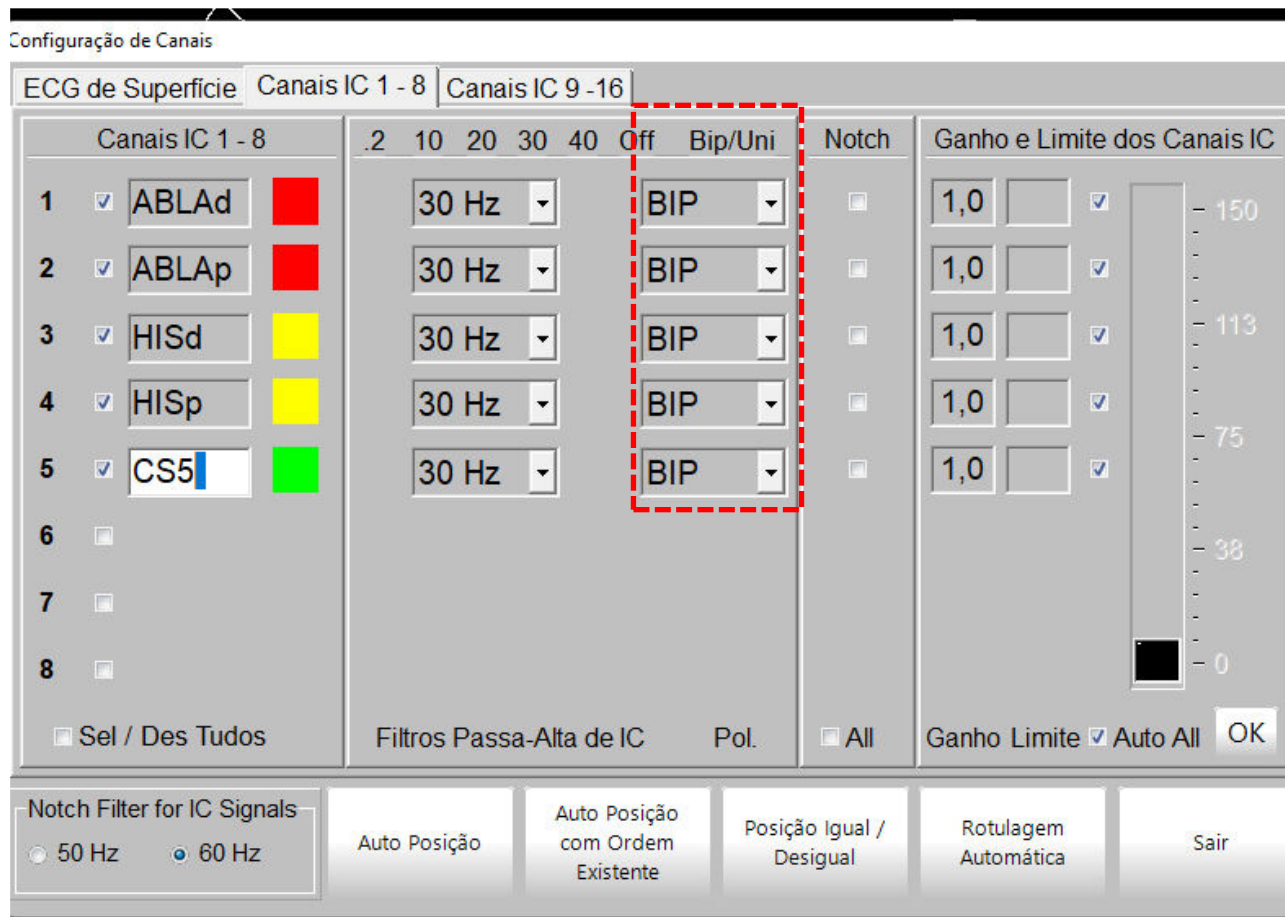 Configuração de Canais
ECG de Superfície Canais IC 1 - 8 Canais IC 9 -16
Canais IC 1 - 8 .2 10 20 30 40 Off Bip/Uni Notch Ganho e Limite dos Canais IC
1 ABLAd 30 Hz BIP 1,0 150
2 ABLAp 30 Hz BIP 1,0
3 HISd 30 Hz BIP 1,0 113
4 HISp 30 Hz BIP 1,0
75
5 CS5 30 Hz BIP 1,0
6 38
7
8 0
Sel / Des Tudos Filtros Passa-Alta de IC Pol. All Ganho Limite Auto All OK
Notch Filter for IC Signals
50 Hz 60 Hz
Auto Posição
Auto Posição
com Ordem
Existente
Posição Igual /
Desigual
Rotulagem
Automática
Sair